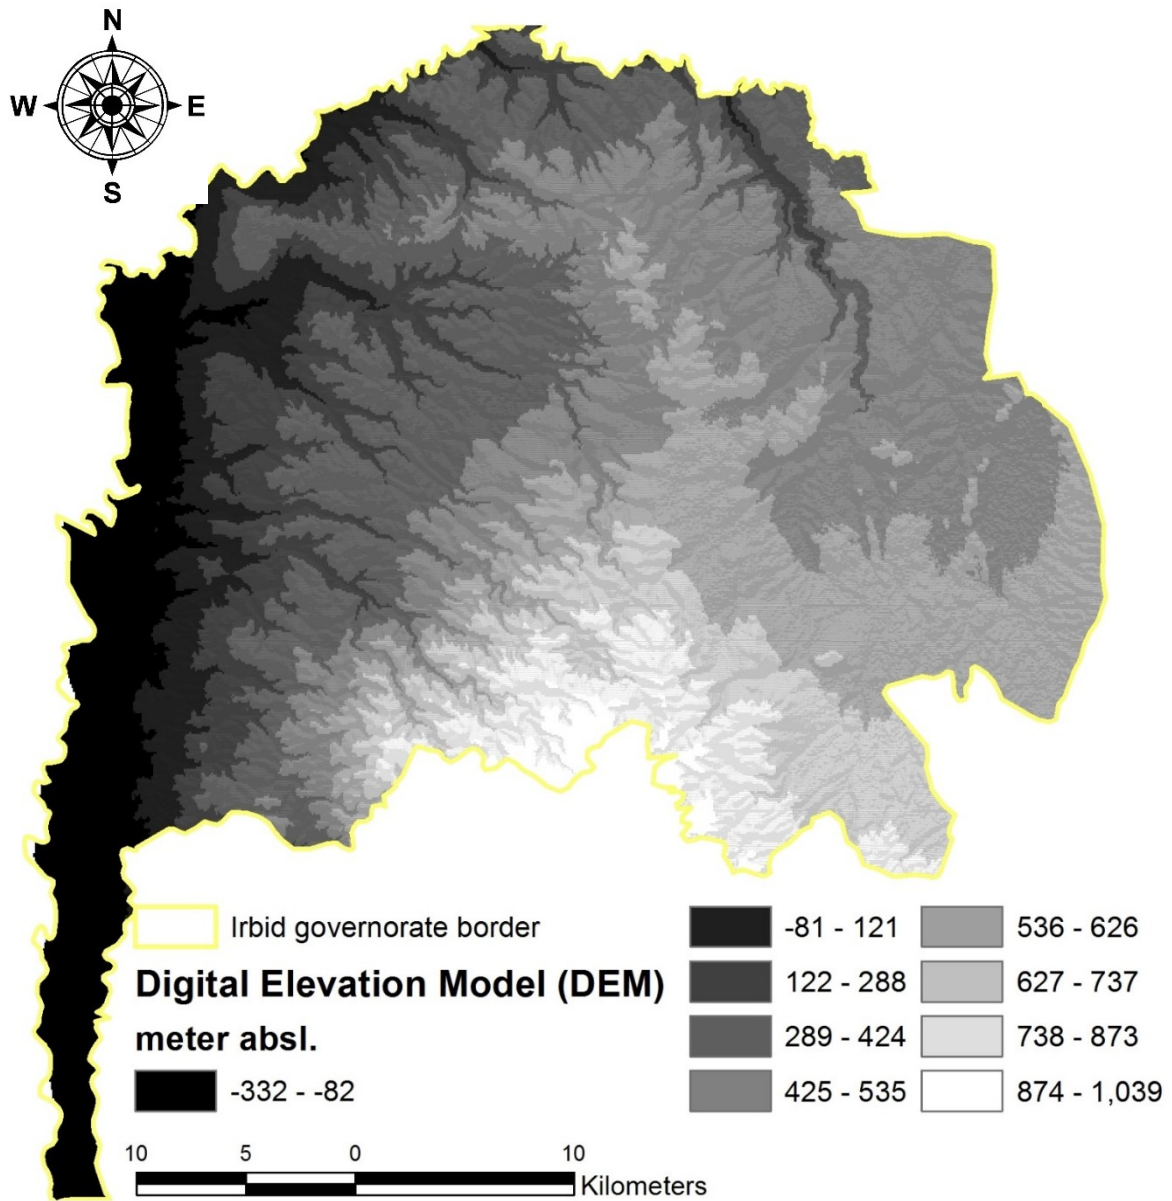 N
W E
S
Irbid governorate border
Digital Elevation Model (DEM)
meter absl.
-332 - -82
-81 - 121
122 - 288
289 - 424
425 - 535
536 - 626
627 - 737
738 - 873
874 - 1,039
10 5 0 10
Kilometers